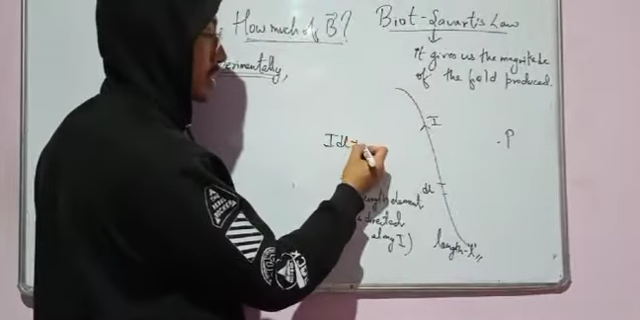 How much of B⃗?
Biot-Savart's Law
It gives us the magnitude
of the field produced.
I
. P
Idl
dl
element
directed
along I)
length - 'l'